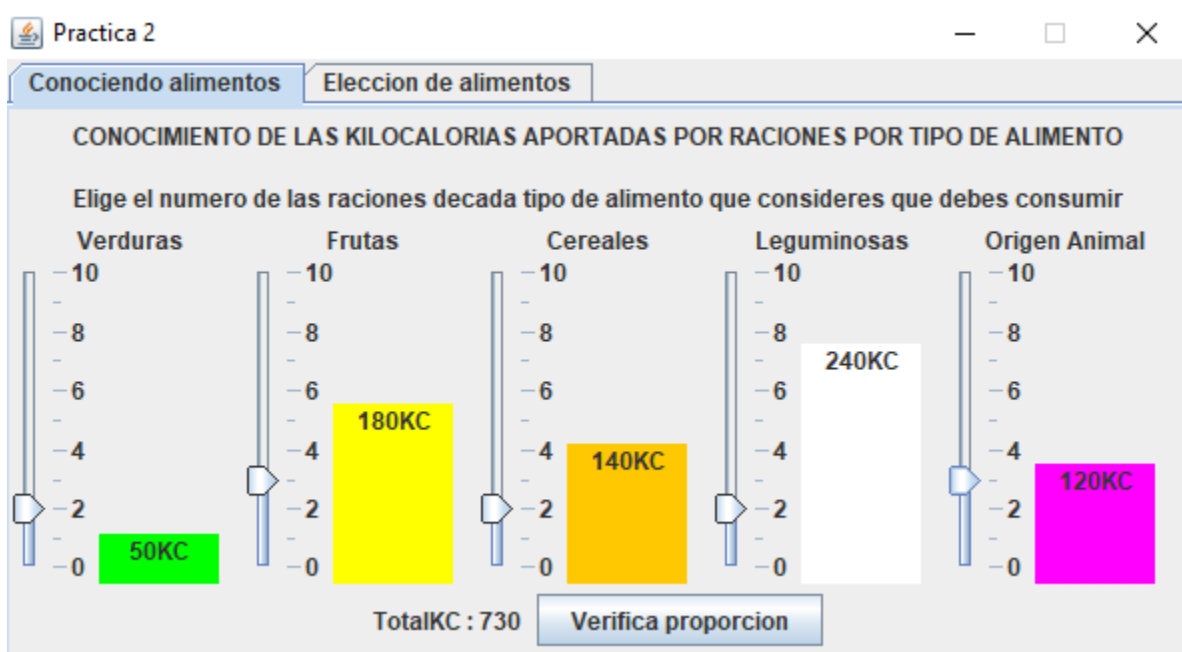 Practica 2
Conociendo alimentos Eleccion de alimentos
CONOCIMIENTO DE LAS KILOCALORIAS APORTADAS POR RACIONES POR TIPO DE ALIMENTO
Elige el numero de las raciones decada tipo de alimento que consideres que debes consumir
Verduras Frutas Cereales Leguminosas Origen Animal
10 10 10 10 10
8 8 8 8 8
240KC
6 6 6 6 6
180KC
4 4 4 4 4
140KC
120KC
2 2 2 2 2
50KC
0 0 0 0 0
TotalKC : 730 Verifica proporcion